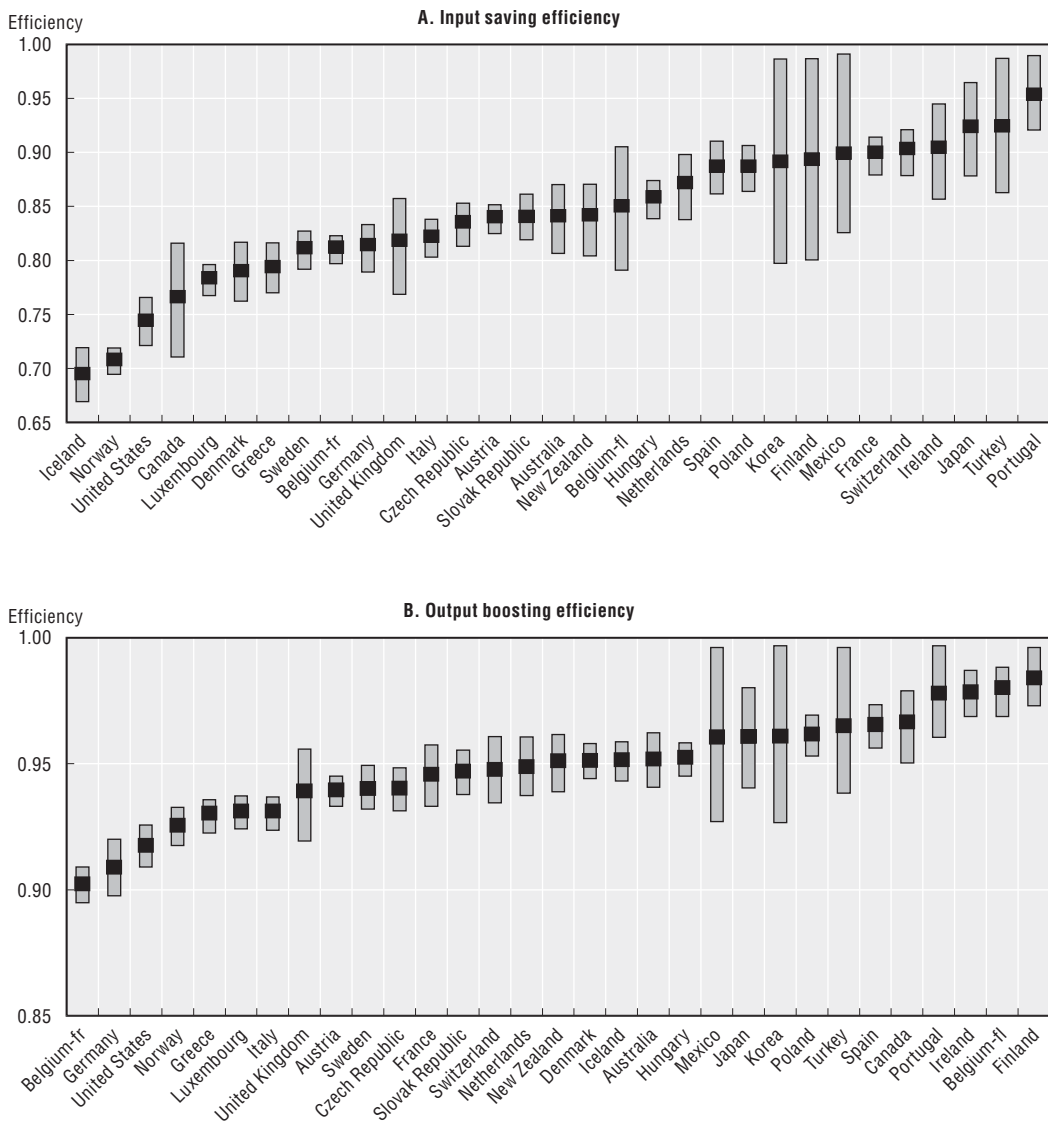 A. Input saving efficiency
Efficiency
1.00
0.95
0.90
0.85
0.80
0.75
0.70
0.65
Iceland
Norway
United States
Canada
Luxembourg
Denmark
Greece
Sweden
Belgium-fr
Germany
United Kingdom
Italy
Czech Republic
Austria
Slovak Republic
Australia
New Zealand
Belgium-fl
Hungary
Netherlands
Spain
Poland
Korea
Finland
Mexico
France
Switzerland
Ireland
Japan
Turkey
Portugal
B. Output boosting efficiency
Efficiency
1.00
0.95
0.90
0.85
Belgium-fr
Germany
United States
Norway
Greece
Luxembourg
Italy
United Kingdom
Austria
Sweden
Czech Republic
France
Slovak Republic
Switzerland
Netherlands
New Zealand
Denmark
Iceland
Australia
Hungary
Mexico
Japan
Korea
Poland
Turkey
Spain
Canada
Portugal
Ireland
Belgium-fl
Finland